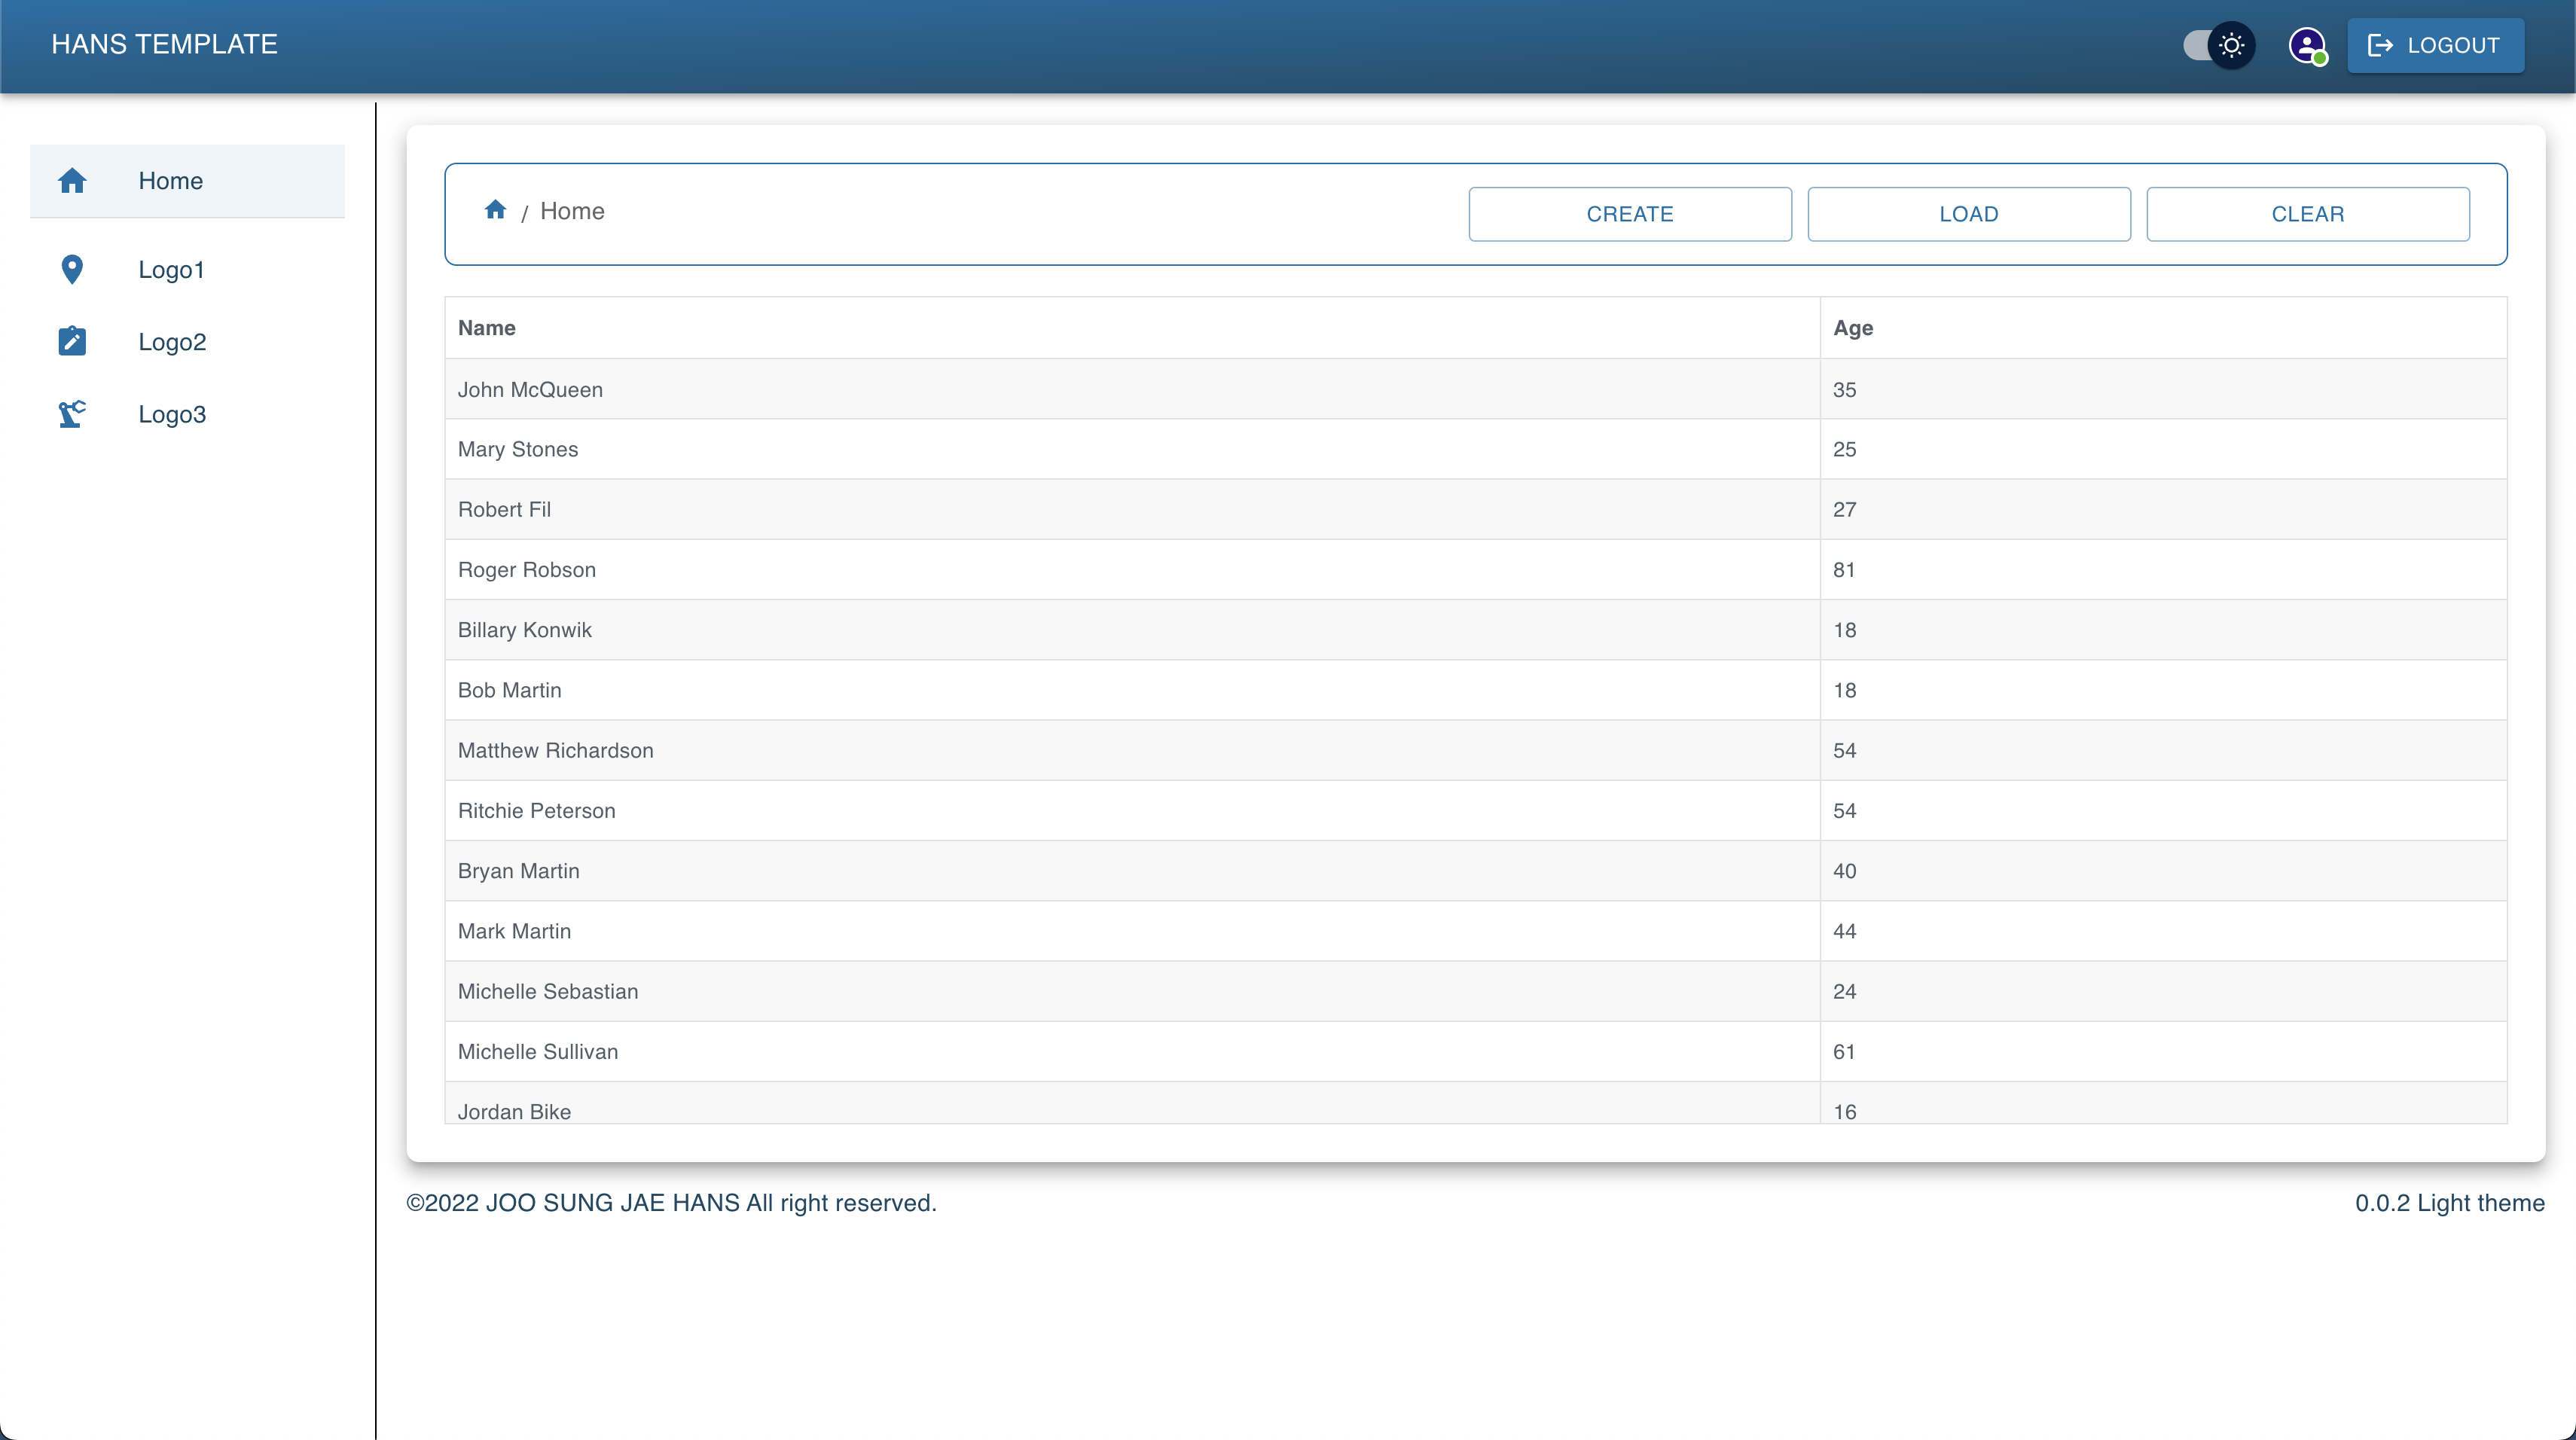 HANS TEMPLATE
LOGOUT
Home
Logo1
Logo2
Logo3
/ Home
CREATE LOAD CLEAR
Name Age
John McQueen 35
Mary Stones 25
Robert Fil 27
Roger Robson 81
Billary Konwik 18
Bob Martin 18
Matthew Richardson 54
Ritchie Peterson 54
Bryan Martin 40
Mark Martin 44
Michelle Sebastian 24
Michelle Sullivan 61
Jordan Bike 16
©2022 JOO SUNG JAE HANS All right reserved. 0.0.2 Light theme